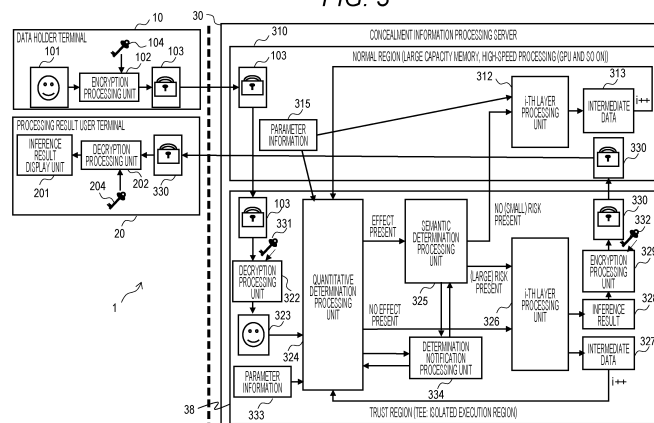 FIG. 3
10
DATA HOLDER TERMINAL
101
104
102
103
ENCRYPTION
PROCESSING UNIT
PROCESSING RESULT USER TERMINAL
INFERENCE
RESULT
DISPLAY UNIT
201
DECRYPTION
PROCESSING UNIT
202
330
204
20
1
30
310
CONCEALMENT INFORMATION PROCESSING SERVER
NORMAL REGION (LARGE CAPACITY MEMORY, HIGH-SPEED PROCESSING (GPU AND SO ON))
103
315
PARAMETER
INFORMATION
312
i-TH LAYER
PROCESSING
UNIT
313
INTERMEDIATE
DATA
i++
330
103
331
DECRYPTION
PROCESSING
UNIT
322
323
324
PARAMETER
INFORMATION
333
38
QUANTITATIVE
DETERMINATION
PROCESSING UNIT
EFFECT
PRESENT
NO EFFECT
PRESENT
SEMANTIC
DETERMINATION
PROCESSING
UNIT
325
NO (SMALL) RISK
PRESENT
(LARGE) RISK
PRESENT
326
DETERMINATION
NOTIFICATION
PROCESSING UNIT
334
i-TH LAYER
PROCESSING
UNIT
330
332
ENCRYPTION
PROCESSING
UNIT
329
INFERENCE
RESULT
328
327
INTERMEDIATE
DATA
i++
TRUST REGION (TEE: ISOLATED EXECUTION REGION)